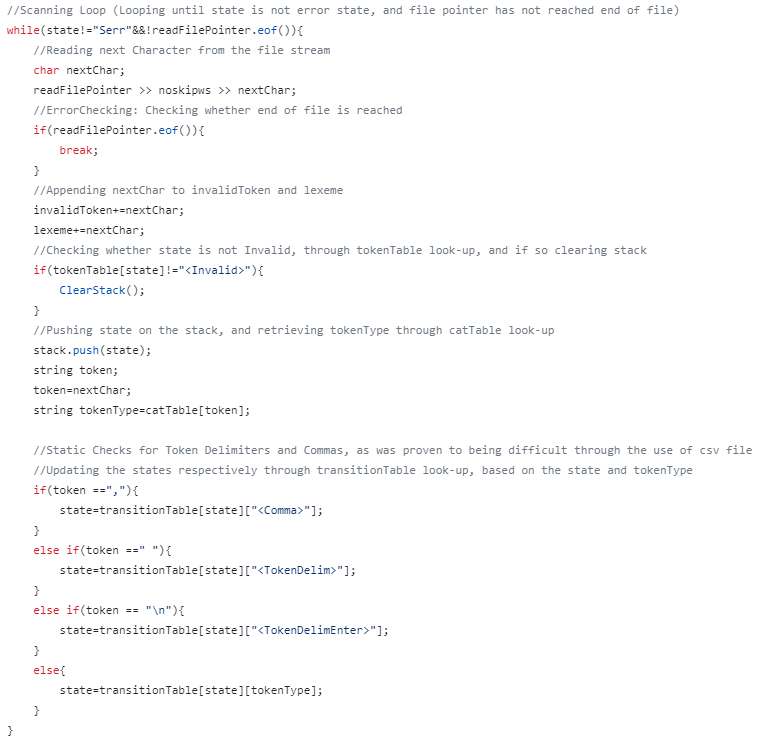 //Scanning Loop (Looping until state is not error state, and file pointer has not reached end of file)
while(state!="Serr"&&!readFilePointer.eof()){
    //Reading next Character from the file stream
    char nextChar;
    readFilePointer >> noskipws >> nextChar;
    //ErrorChecking: Checking whether end of file is reached
    if(readFilePointer.eof()){
        break;
    }
    //Appending nextChar to invalidToken and lexeme
    invalidToken+=nextChar;
    lexeme+=nextChar;
    //Checking whether state is not Invalid, through tokenTable look-up, and if so clearing stack
    if(tokenTable[state]!="<Invalid>"){
        ClearStack();
    }
    //Pushing state on the stack, and retrieving tokenType through catTable look-up
    stack.push(state);
    string token;
    token=nextChar;
    string tokenType=catTable[token];

    //Static Checks for Token Delimiters and Commas, as was proven to being difficult through the use of csv file
    //Updating the states respectively through transitionTable look-up, based on the state and tokenType
    if(token ==","){
        state=transitionTable[state]["<Comma>"];
    }
    else if(token ==" "){
        state=transitionTable[state]["<TokenDelim>"];
    }
    else if(token == "\n"){
        state=transitionTable[state]["<TokenDelimEnter>"];
    }
    else{
        state=transitionTable[state][tokenType];
    }
}